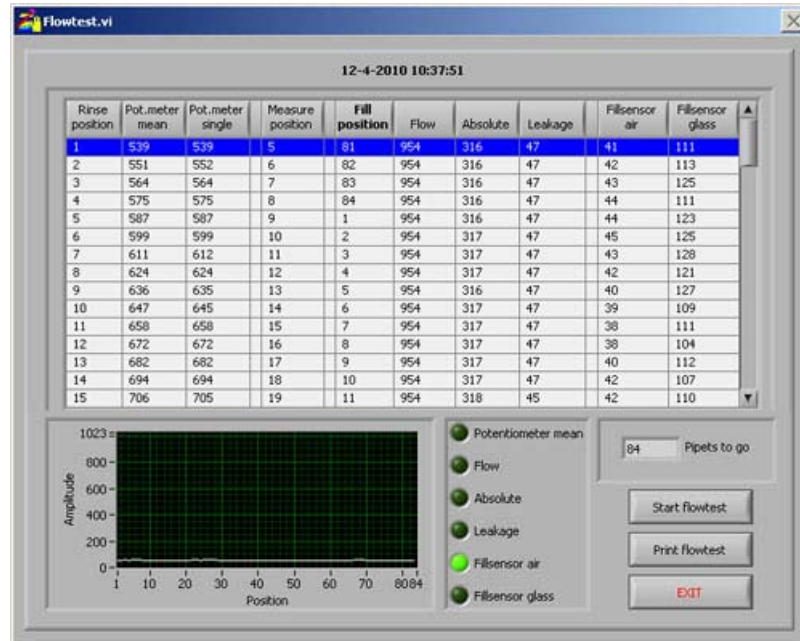 Flowtest.vi
12-4-2010 10:37:51
Rinse position Pot.meter mean Pot.meter single Measure position Fill position Flow Absolute Leakage Fillsensor air Fillsensor glass
1 539 539 5 81 954 316 47 41 111
2 551 552 6 82 954 316 47 42 113
3 564 564 7 83 954 316 47 43 125
4 575 575 8 84 954 316 47 44 111
5 587 587 9 1 954 316 47 44 123
6 599 599 10 2 954 317 47 45 125
7 611 612 11 3 954 317 47 43 128
8 624 624 12 4 954 317 47 42 121
9 636 635 13 5 954 316 47 40 127
10 647 645 14 6 954 317 47 39 109
11 658 658 15 7 954 317 47 38 111
12 672 672 16 8 954 317 47 38 104
13 682 682 17 9 954 317 47 40 112
14 694 694 18 10 954 317 47 42 107
15 706 705 19 11 954 318 45 42 110
1023
800
600
400
200
0
Amplitude
1 10 20 30 40 50 60 70 80 84
Position
Potentiometer mean
Flow
Absolute
Leakage
Fillsensor air
Fillsensor glass
84 Pipets to go
Start flowtest
Print flowtest
EXIT